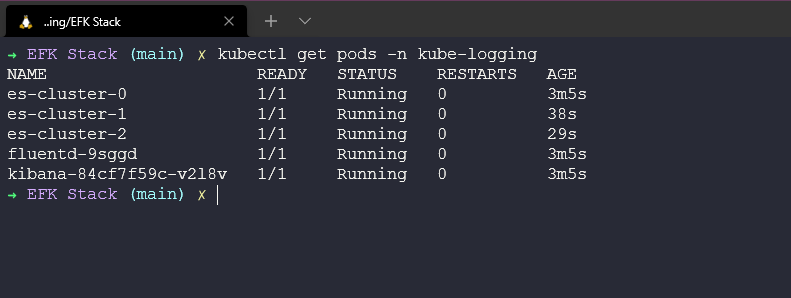 ..ing/EFK Stack
→ EFK Stack (main) ✗ kubectl get pods -n kube-logging
NAME READY STATUS RESTARTS AGE
es-cluster-0 1/1 Running 0 3m5s
es-cluster-1 1/1 Running 0 38s
es-cluster-2 1/1 Running 0 29s
fluentd-9sggd 1/1 Running 0 3m5s
kibana-84cf7f59c-v2l8v 1/1 Running 0 3m5s
→ EFK Stack (main) ✗